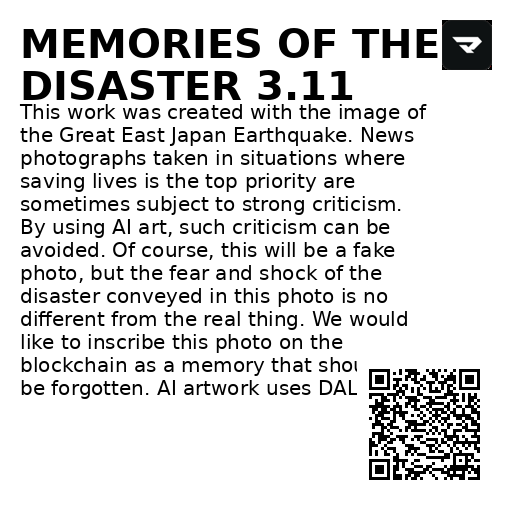 MEMORIES OF THE
DISASTER 3.11
This work was created with the image of
the Great East Japan Earthquake. News
photographs taken in situations where
saving lives is the top priority are
sometimes subject to strong criticism.
By using AI art, such criticism can be
avoided. Of course, this will be a fake
photo, but the fear and shock of the
disaster conveyed in this photo is no
different from the real thing. We would
like to inscribe this photo on the
blockchain as a memory that
be forgotten. AI artwork uses